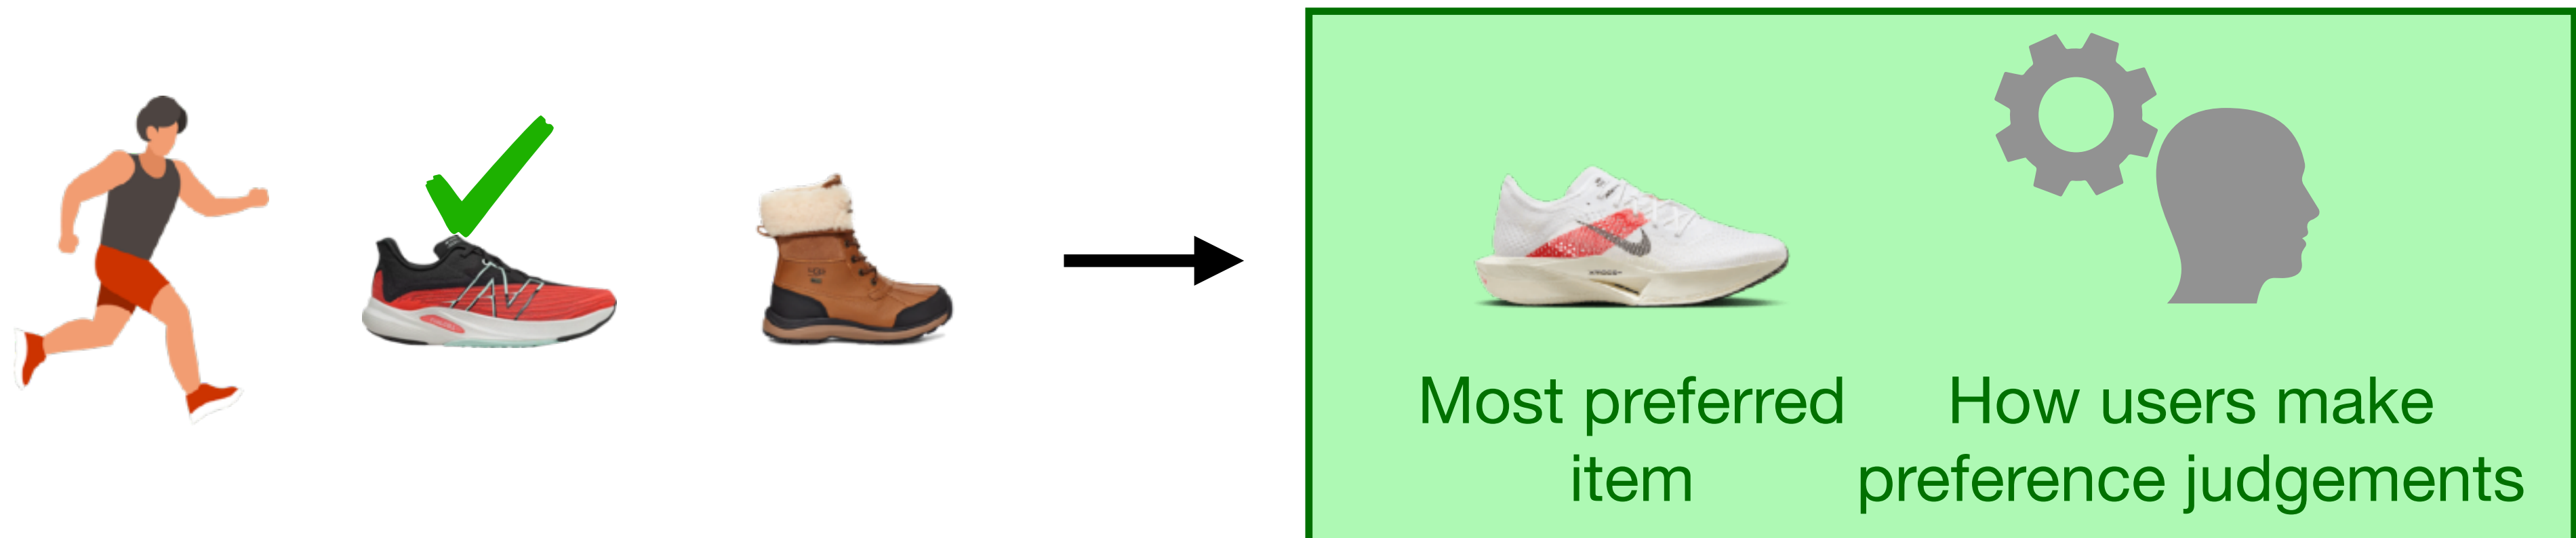 Most preferred
item
How users make
preference judgements